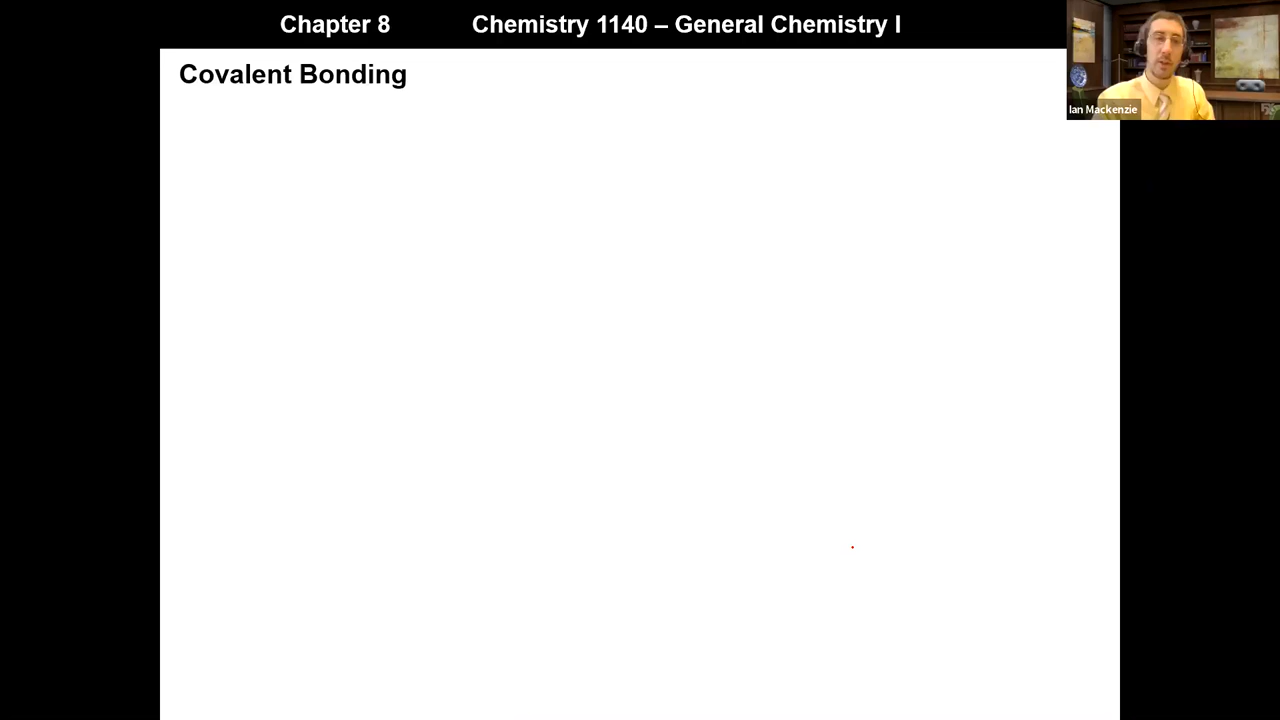 Chapter 8 Chemistry 1140 – General Chemistry I
Covalent Bonding
Ian Mackenzie